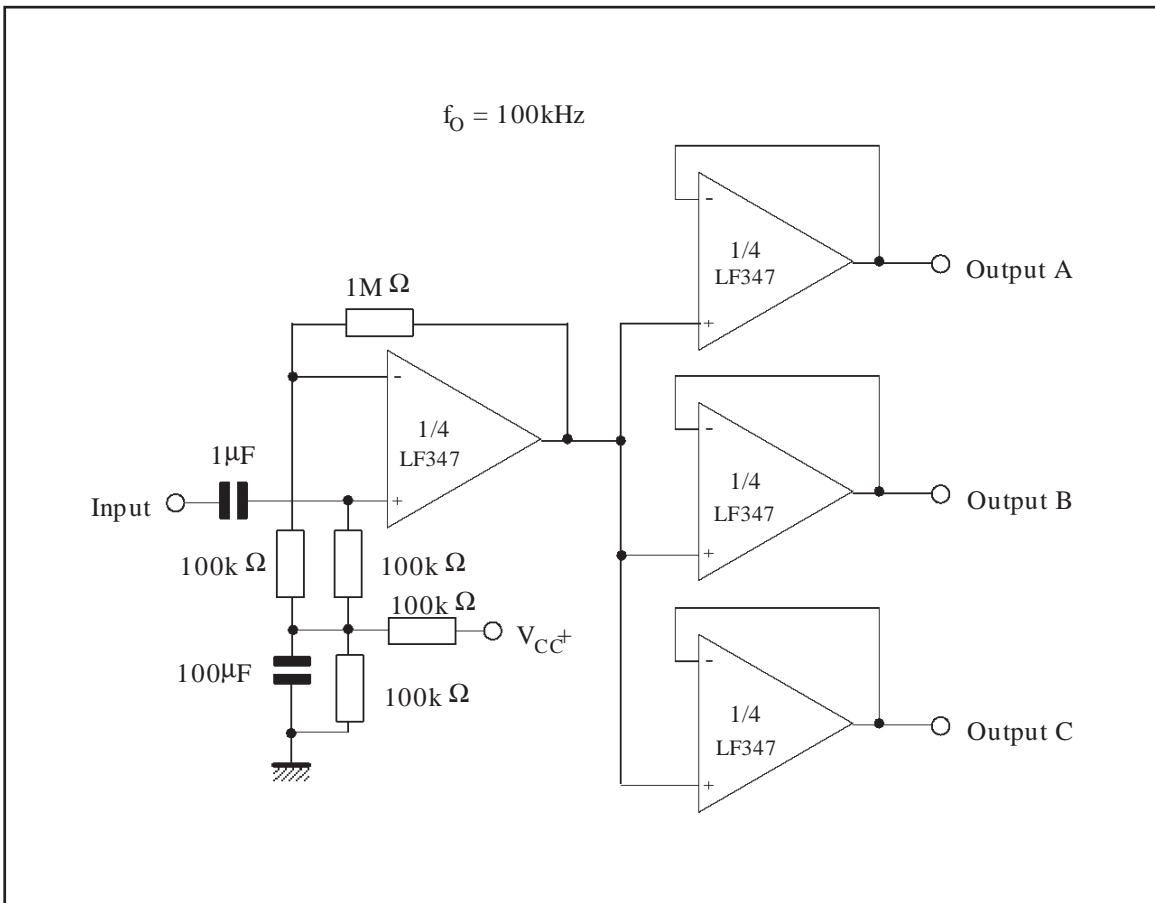 f_O = 100kHz
1/4
LF347
-
+
Output A
1M Ω
-
+
1/4
LF347
1µF
Input
100k Ω
100k Ω
100k Ω
V_CC+
100µF
100k Ω
-
+
1/4
LF347
Output B
-
+
1/4
LF347
Output C